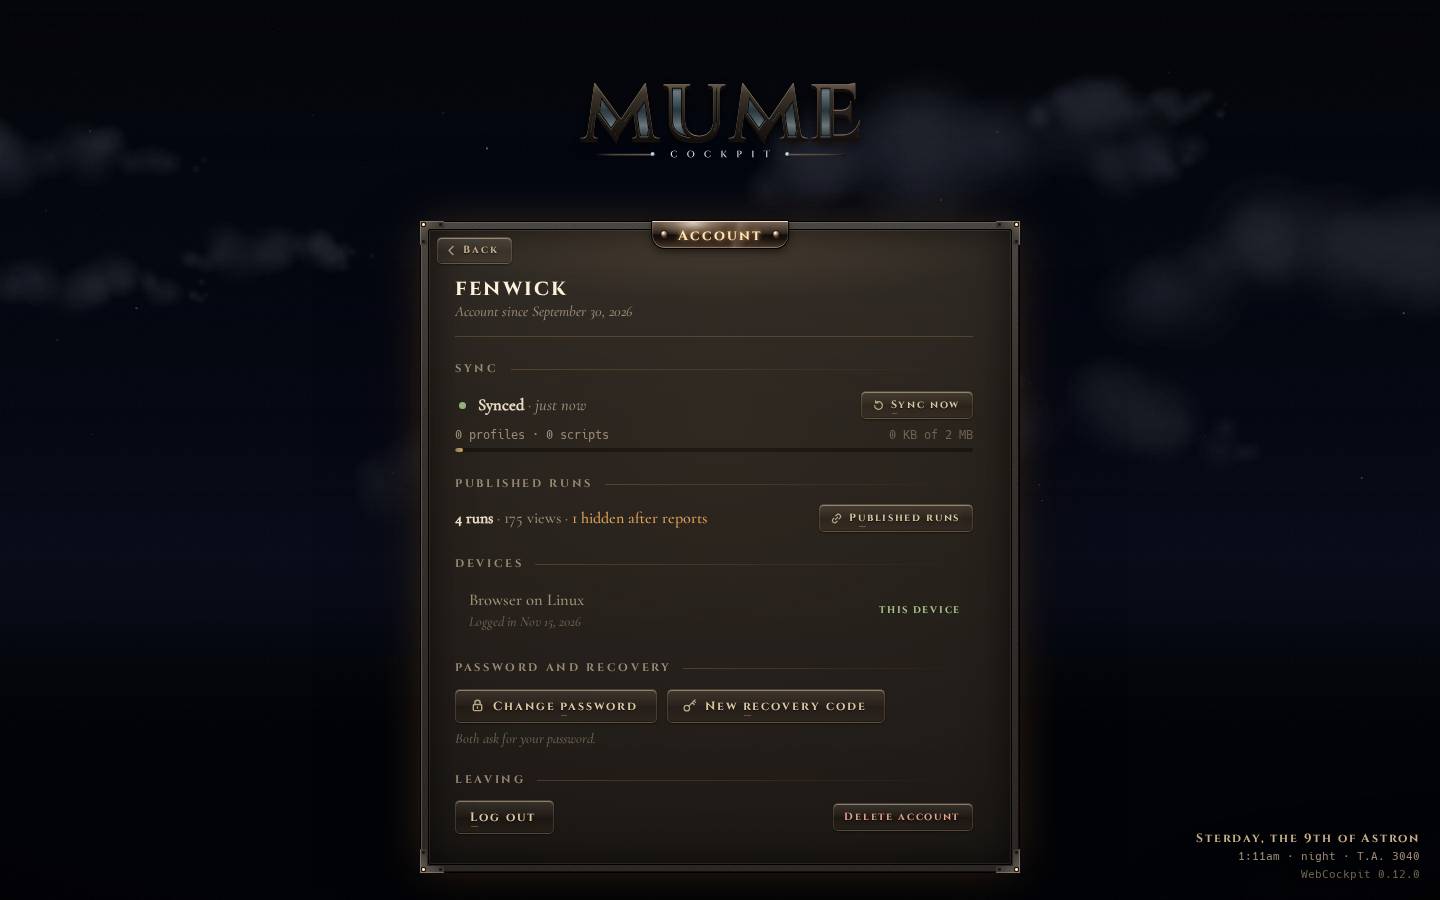 MUME
COCKPIT
ACCOUNT
BACK
FENWICK
Account since September 30, 2026
SYNC
Synced · just now
SYNC NOW
0 profiles · 0 scripts
0 KB of 2 MB
PUBLISHED RUNS
4 runs · 175 views · 1 hidden after reports
PUBLISHED RUNS
DEVICES
Browser on Linux
THIS DEVICE
Logged in Nov 15, 2026
PASSWORD AND RECOVERY
CHANGE PASSWORD
NEW RECOVERY CODE
Both ask for your password.
LEAVING
LOG OUT
DELETE ACCOUNT
STERDAY, THE 9TH OF ASTRON
1:11am · night · T.A. 3040
WebCockpit 0.12.0